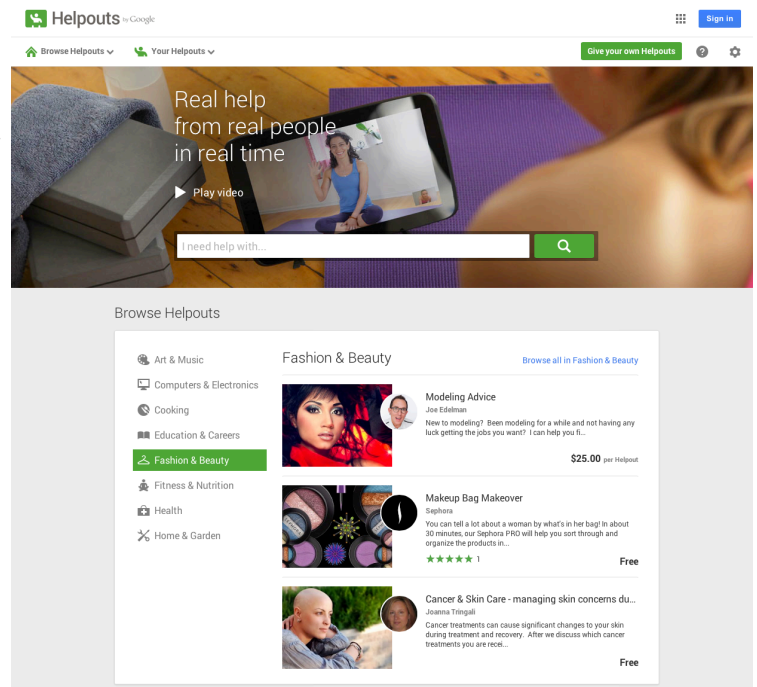 Helpouts by Google
Sign in
Browse Helpouts
Your Helpouts
Give your own Helpouts
Real help
from real people
in real time
Play video
I need help with...
Browse Helpouts
Art & Music
Computers & Electronics
Cooking
Education & Careers
Fashion & Beauty
Fitness & Nutrition
Health
Home & Garden
Fashion & Beauty
Browse all in Fashion & Beauty
Modeling Advice
Joe Edelman
New to modeling? Been modeling for a while and not having any
luck getting the jobs you want? I can help you fi...
$25.00 per Helpout
Makeup Bag Makeover
Sephora
You can tell a lot about a woman by what's in her bag! In about
30 minutes, our Sephora PRO will help you sort through and
organize the products in...
1
Free
Cancer & Skin Care - managing skin concerns du...
Joanna Tringali
Cancer treatments can cause significant changes to your skin
during treatment and recovery. After we discuss which cancer
treatments you are recei...
Free